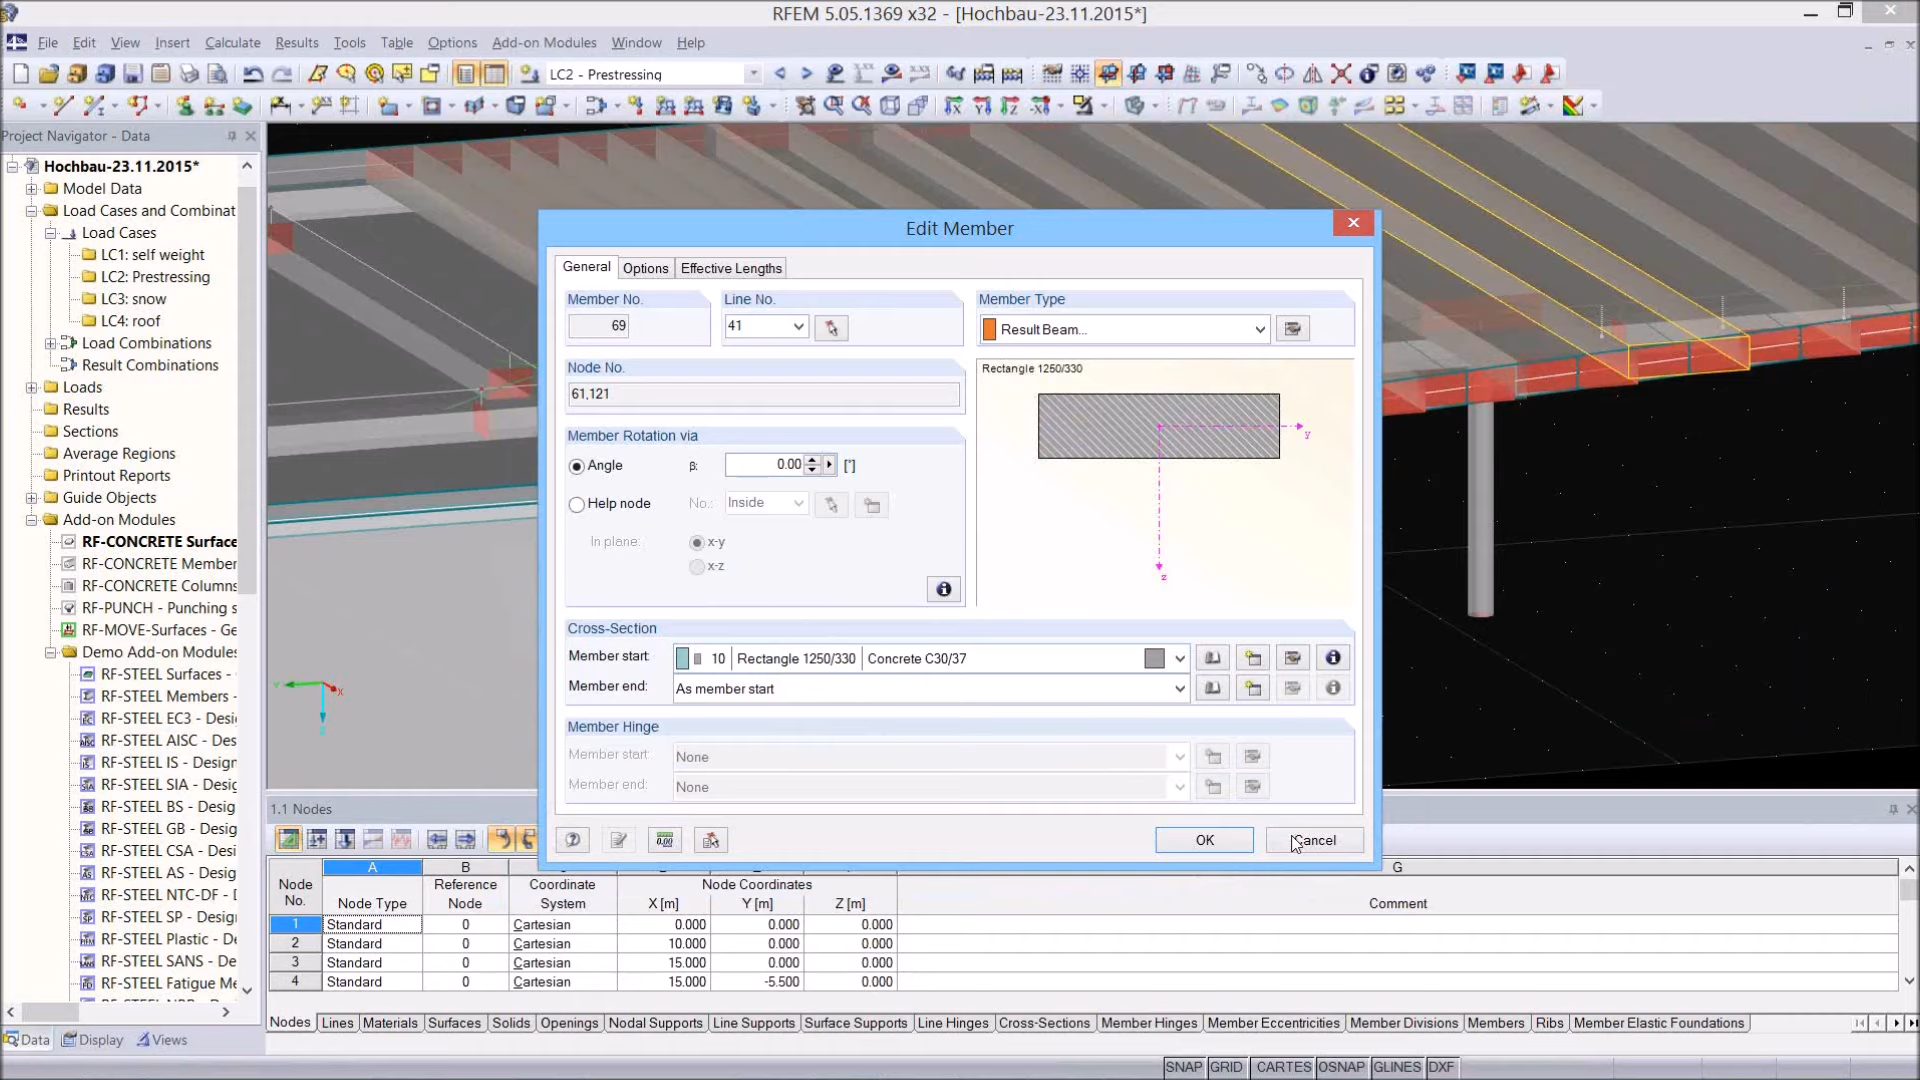 RFEM 5.05.1369 x32 - [Hochbau-23.11.2015*]
File Edit View Insert Calculate Results Tools Table Options Add-on Modules Window Help
LC2 - Prestressing
Project Navigator - Data
Hochbau-23.11.2015*
Model Data
Load Cases and Combinat
Load Cases
LC1: self weight
LC2: Prestressing
LC3: snow
LC4: roof
Load Combinations
Result Combinations
Loads
Results
Sections
Average Regions
Printout Reports
Guide Objects
Add-on Modules
RF-CONCRETE Surface
RF-CONCRETE Member
RF-CONCRETE Columns
RF-PUNCH - Punching s
RF-MOVE-Surfaces - Ge
Demo Add-on Modules
RF-STEEL Surfaces -
RF-STEEL Members -
RF-STEEL EC3 - Desig
RF-STEEL AISC - Des
RF-STEEL IS - Design
RF-STEEL SIA - Desig
RF-STEEL BS - Desig
RF-STEEL GB - Desig
RF-STEEL CSA - Desi
RF-STEEL AS - Desig
RF-STEEL NTC-DF - D
RF-STEEL SP - Design
RF-STEEL Plastic - De
RF-STEEL SANS - De
RF-STEEL Fatigue Me
Data Display Views
Edit Member
General Options Effective Lengths
Member No.
69
Line No.
41
Member Type
Result Beam...
Node No.
61,121
Rectangle 1250/330
y
z
Member Rotation via
Angle β: 0.00 [°]
Help node No.: Inside
In plane: x-y
x-z
Cross-Section
Member start: 10 Rectangle 1250/330 Concrete C30/37
Member end: As member start
Member Hinge
Member start: None
Member end: None
OK Cancel
1.1 Nodes
A B G
Node No. Node Type Reference Node Coordinate System Node Coordinates X [m] Y [m] Z [m] Comment
1 Standard 0 Cartesian 0.000 0.000 0.000
2 Standard 0 Cartesian 10.000 0.000 0.000
3 Standard 0 Cartesian 15.000 0.000 0.000
4 Standard 0 Cartesian 15.000 -5.500 0.000
Nodes Lines Materials Surfaces Solids Openings Nodal Supports Line Supports Surface Supports Line Hinges Cross-Sections Member Hinges Member Eccentricities Member Divisions Members Ribs Member Elastic Foundations
SNAP GRID CARTES OSNAP GLINES DXF